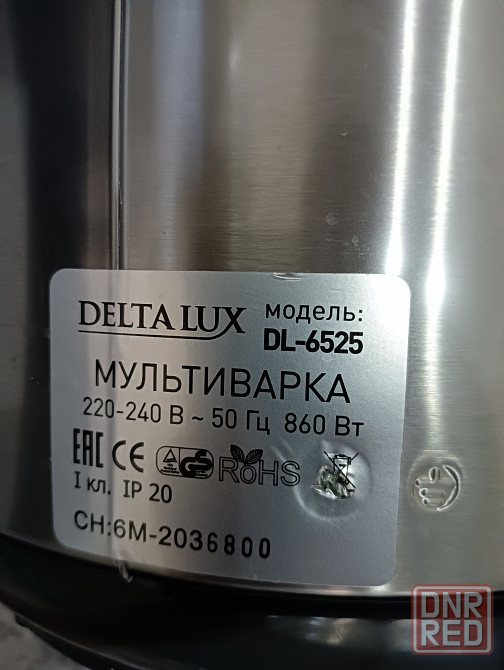 DELTA LUX модель:
DL-6525
МУЛЬТИВАРКА
220-240 В ~ 50 Гц 860 Вт
EAC CE GS RoHS
I кл. IP 20
СН:6М-2036800
DNR
RED